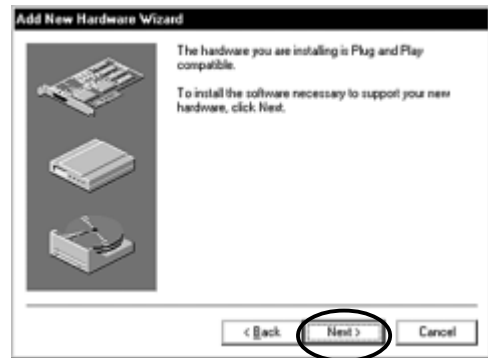 Add New Hardware Wizard
The hardware you are installing is Plug and Play
compatible.
To install the software necessary to support your new
hardware, click Next.
< Back
Next >
Cancel